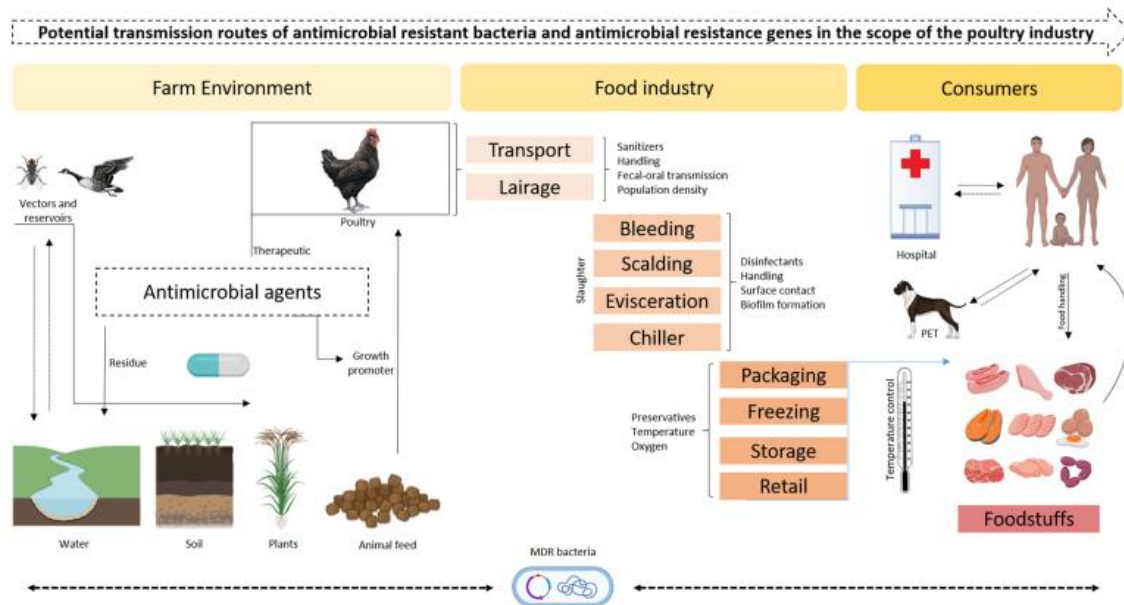 Potential transmission routes of antimicrobial resistant bacteria and antimicrobial resistance genes in the scope of the poultry industry
Farm Environment
Food industry
Consumers
Vectors and
reservoirs
Poultry
Therapeutic
Antimicrobial agents
Residue
Growth
promoter
Water
Soil
Plants
Animal feed
Transport
Lairage
Sanitizers
Handling
Fecal-oral transmission
Population density
Slaughter
Bleeding
Scalding
Evisceration
Chiller
Disinfectants
Handling
Surface contact
Biofilm formation
Preservatives
Temperature
Oxygen
Packaging
Freezing
Storage
Retail
Hospital
PET
Food handling
Temperature control
Foodstuffs
MDR bacteria